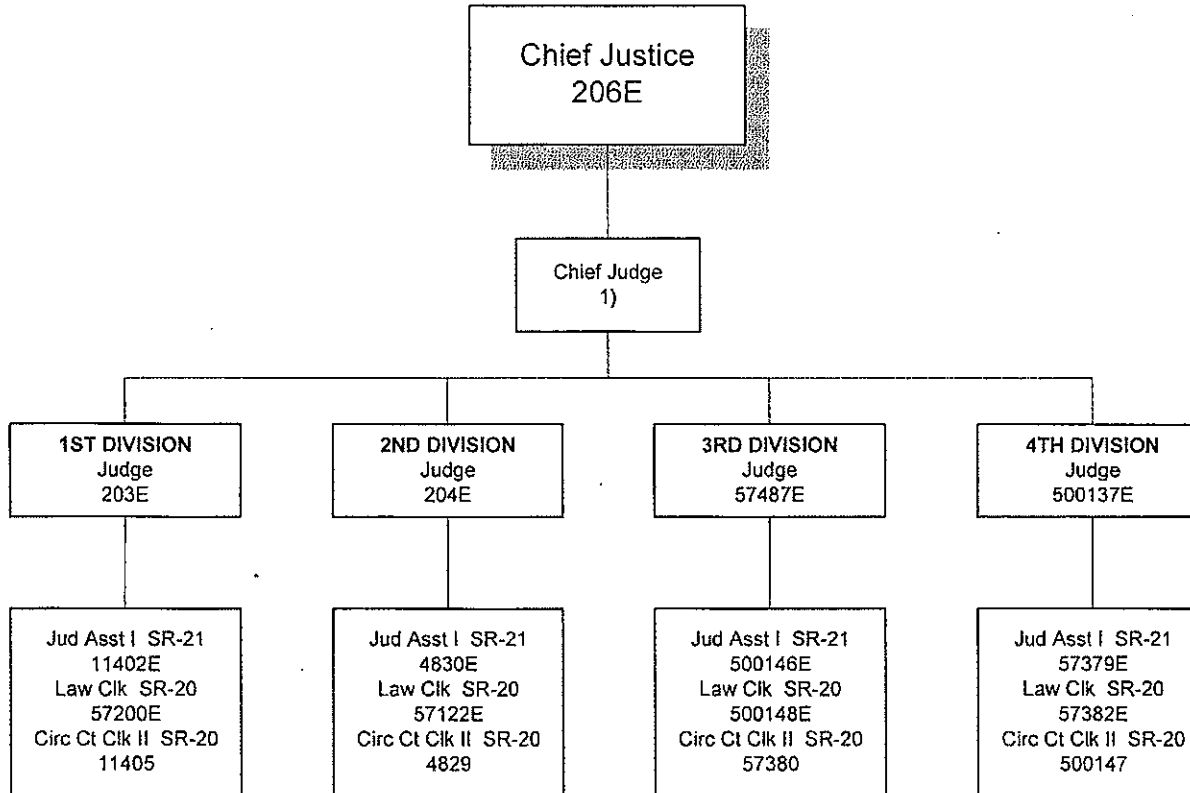 Chief Justice
206E
Chief Judge
1)
1ST DIVISION
Judge
203E
2ND DIVISION
Judge
204E
3RD DIVISION
Judge
57487E
4TH DIVISION
Judge
500137E
Jud Asst I SR-21
11402E
Law Clk SR-20
57200E
Circ Ct Clk II SR-20
11405
Jud Asst I SR-21
4830E
Law Clk SR-20
57122E
Circ Ct Clk II SR-20
4829
Jud Asst I SR-21
500146E
Law Clk SR-20
500148E
Circ Ct Clk II SR-20
57380
Jud Asst I SR-21
57379E
Law Clk SR-20
57382E
Circ Ct Clk II SR-20
500147